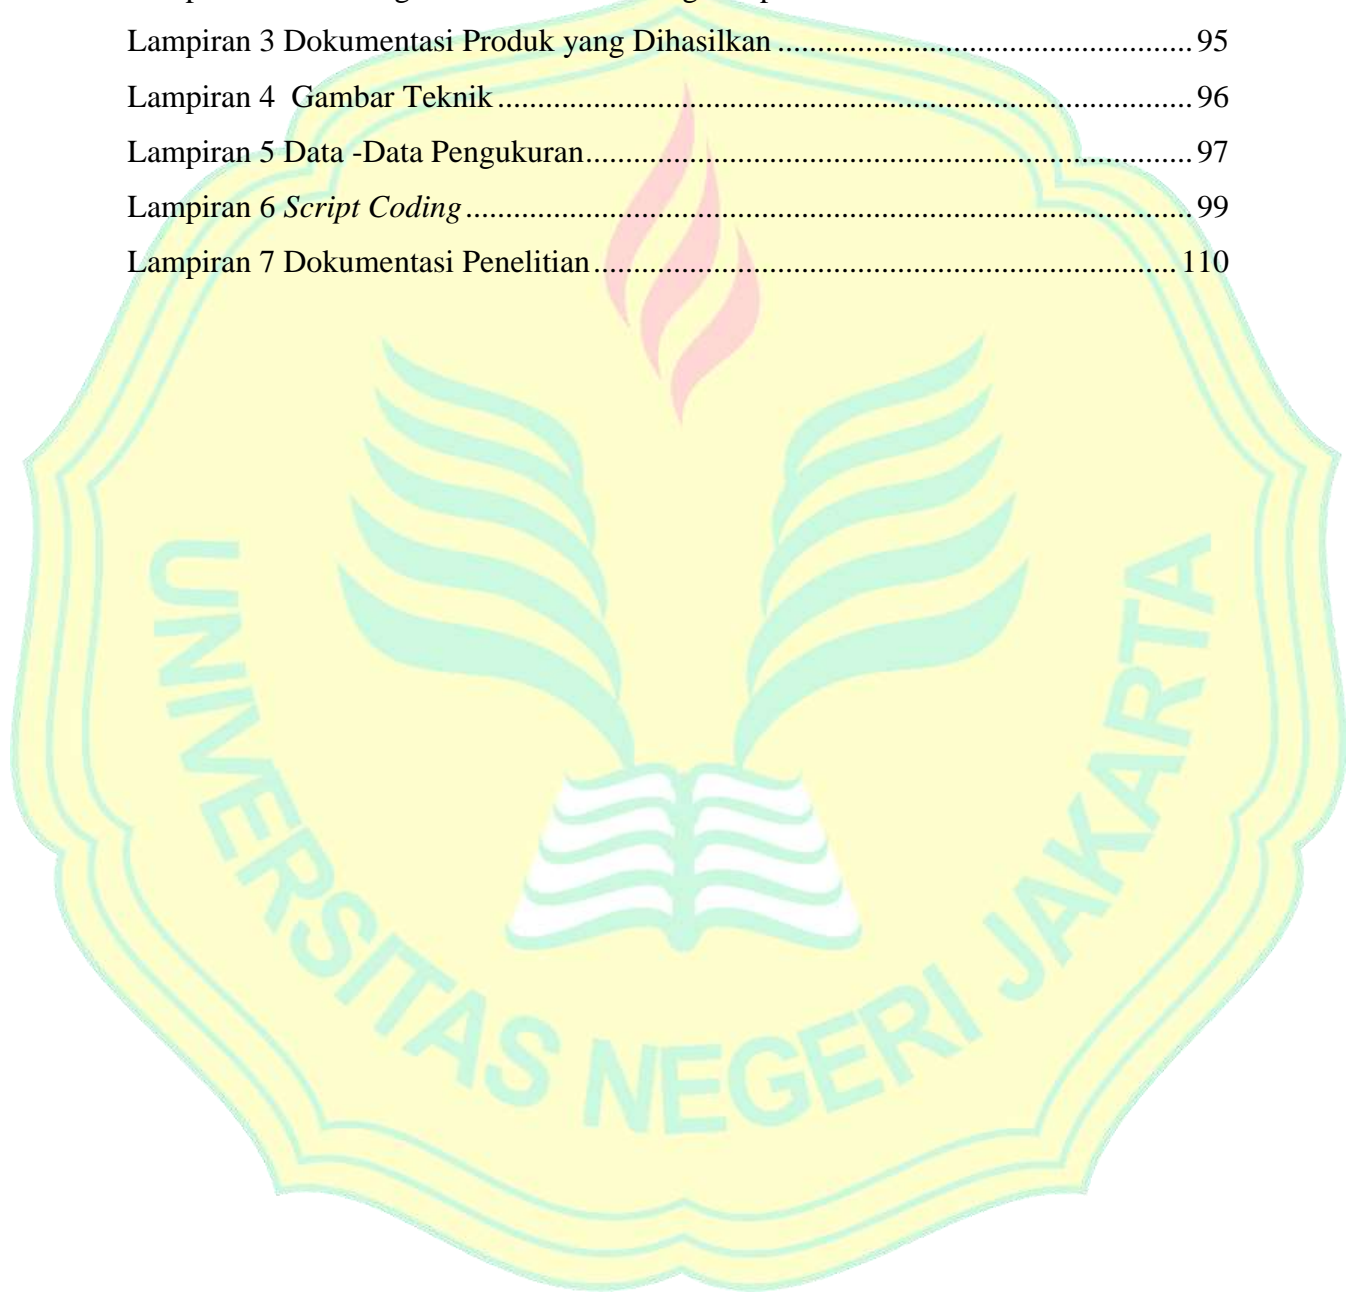 Lampiran 3 Dokumentasi Produk yang Dihasilkan .................................................... 95
Lampiran 4  Gambar Teknik ....................................................................................... 96
Lampiran 5 Data -Data Pengukuran............................................................................ 97
Lampiran 6 Script Coding ........................................................................................... 99
Lampiran 7 Dokumentasi Penelitian ......................................................................... 110
UNIVERSITAS NEGERI JAKARTA